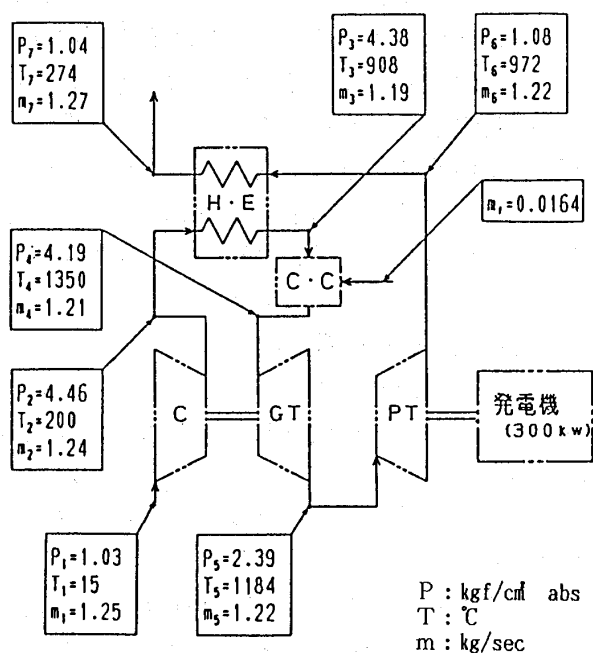 P₇=1.04
T₇=274
m₇=1.27
P₃=4.38
T₃=908
m₃=1.19
P₆=1.08
T₆=972
m₆=1.22
H·E
mf=0.0164
P₄=4.19
T₄=1350
m₄=1.21
C·C
P₂=4.46
T₂=200
m₂=1.24
C
GT
PT
発電機
(300kw)
P₁=1.03
T₁=15
m₁=1.25
P₅=2.39
T₅=1184
m₅=1.22
P : kgf/c㎡ abs
T : ℃
m : kg/sec